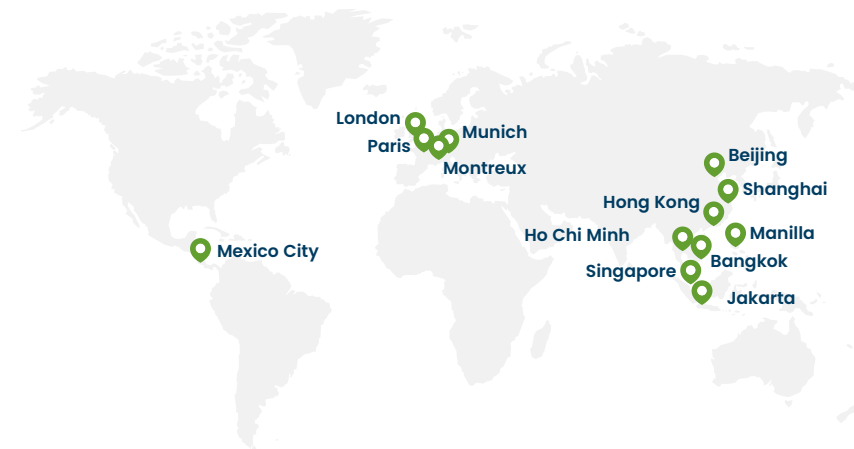 London
Paris
Munich
Montreux
Beijing
Shanghai
Hong Kong
Ho Chi Minh
Manilla
Mexico City
Bangkok
Singapore
Jakarta